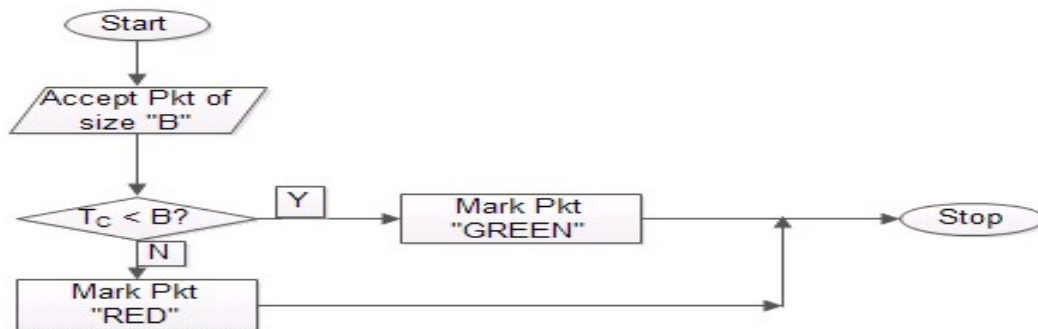 Start
Accept Pkt of
size "B"
T_C < B?
Y
Mark Pkt
"GREEN"
Stop
N
Mark Pkt
"RED"